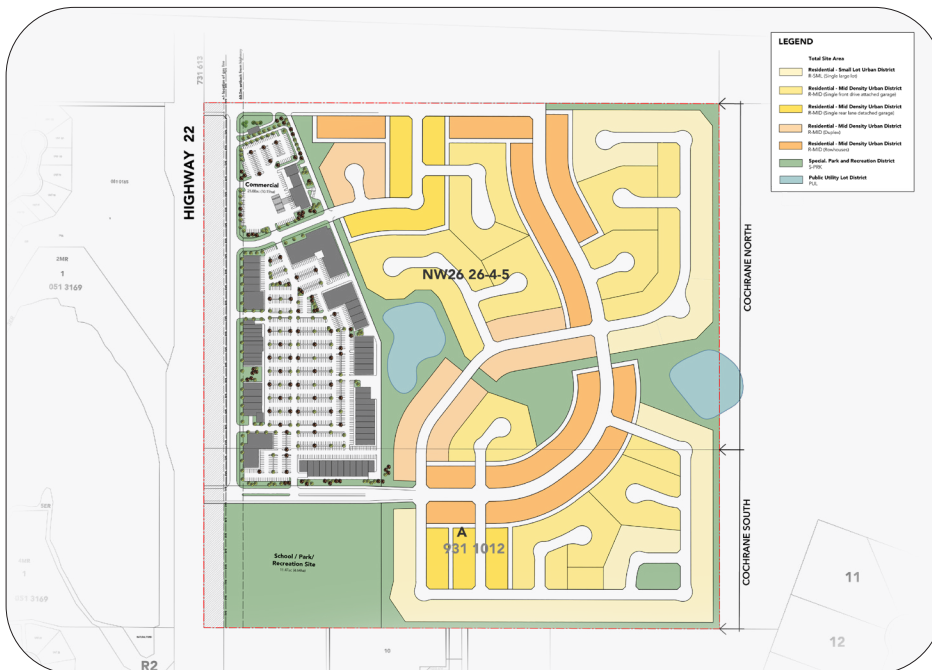 LEGEND
Total Site Area
Residential - Small Lot Urban District
R-SML (Single large lot)
Residential - Mid Density Urban District
R-MID (Single front drive attached garage)
Residential - Mid Density Urban District
R-MID (Single rear lane detached garage)
Residential - Mid Density Urban District
R-MID (Duplex)
Residential - Mid Density Urban District
R-MID (Rowhouses)
Special, Park and Recreation District
S-PRK
Public Utility Lot District
PUL
HIGHWAY 22
Commercial
NW26 26-4-5
COCHRANE NORTH
COCHRANE SOUTH
2MR
1
051 3169
A
931 1012
School / Park/
Recreation Site
11
12
10
R2